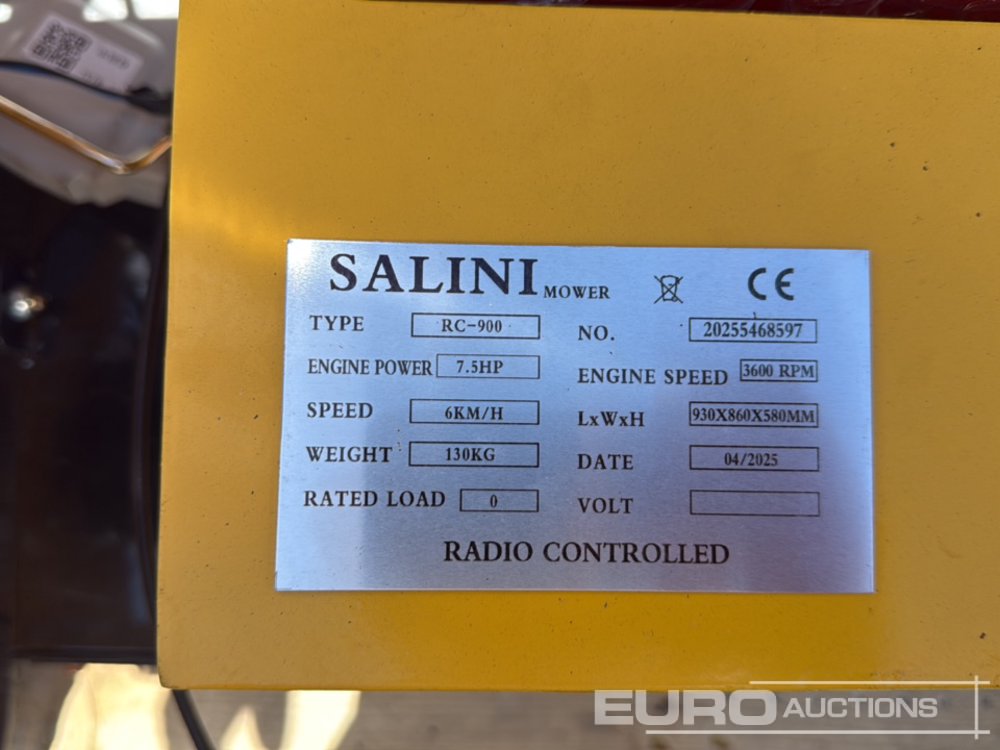 SALINI MOWER CE
TYPE RC-900 NO. 20255468597
ENGINE POWER 7.5HP ENGINE SPEED 3600 RPM
SPEED 6KM/H LxWxH 930X860X580MM
WEIGHT 130KG DATE 04/2025
RATED LOAD 0 VOLT
RADIO CONTROLLED
EURO AUCTIONS